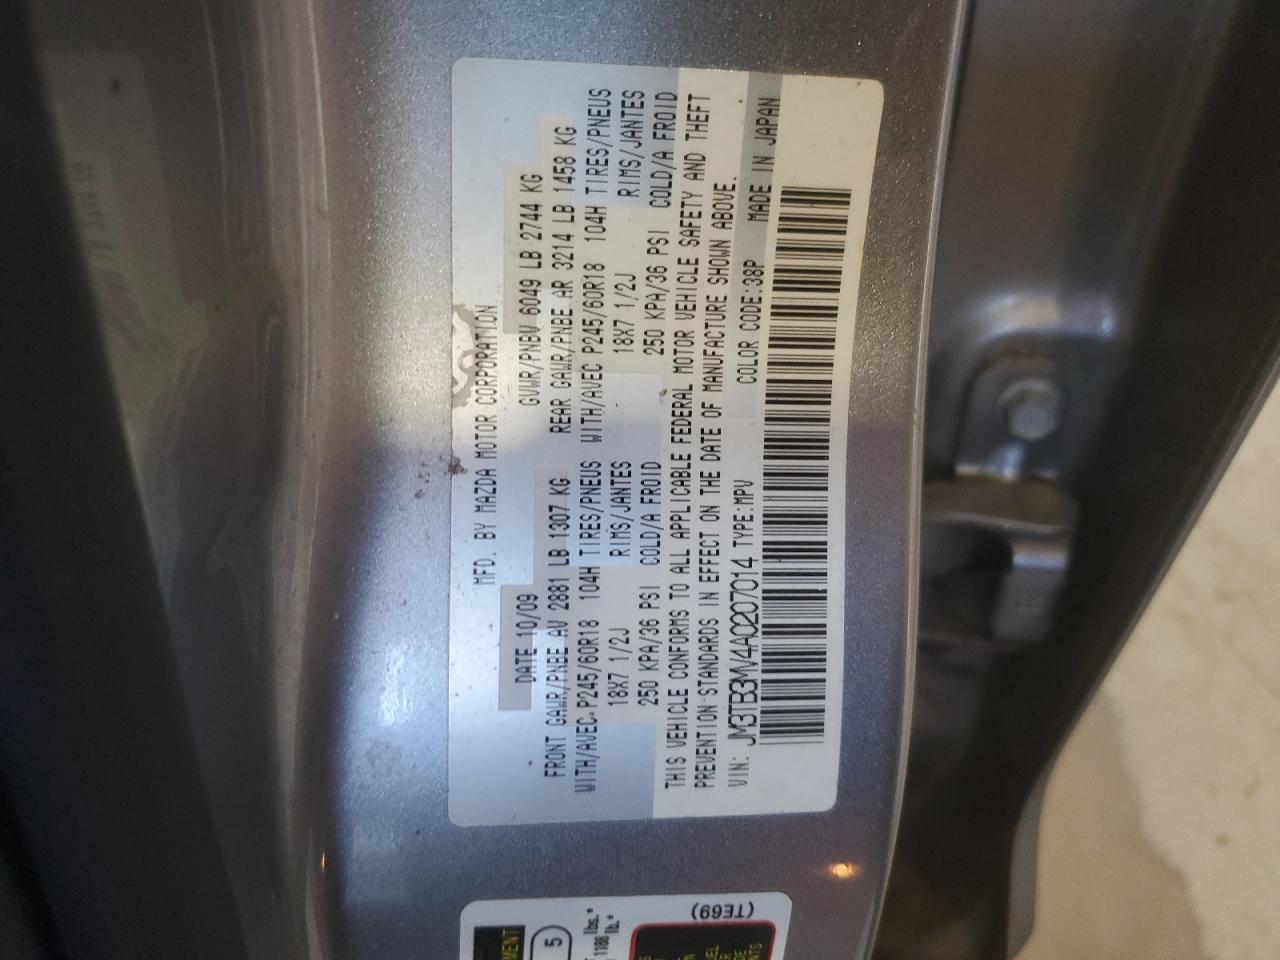 MFD. BY MAZDA MOTOR CORPORATION
DATE 10/09 GVWR/PNBV 6049 LB 2744 KG
FRONT GAWR/PNBE AV 2881 LB 1307 KG REAR GAWR/PNBE AR 3214 LB 1458 KG
WITH/AVEC P245/60R18 104H TIRES/PNEUS WITH/AVEC P245/60R18 104H TIRES/PNEUS
18X7 1/2J RIMS/JANTES 18X7 1/2J RIMS/JANTES
250 KPA/36 PSI COLD/A FROID 250 KPA/36 PSI COLD/A FROID
THIS VEHICLE CONFORMS TO ALL APPLICABLE FEDERAL MOTOR VEHICLE SAFETY AND THEFT
PREVENTION STANDARDS IN EFFECT ON THE DATE OF MANUFACTURE SHOWN ABOVE.
VIN: JM3TB3MV4A0207014 TYPE:MPV COLOR CODE:38P MADE IN JAPAN
(TE69)
5
1186 lbs.*
lb.*